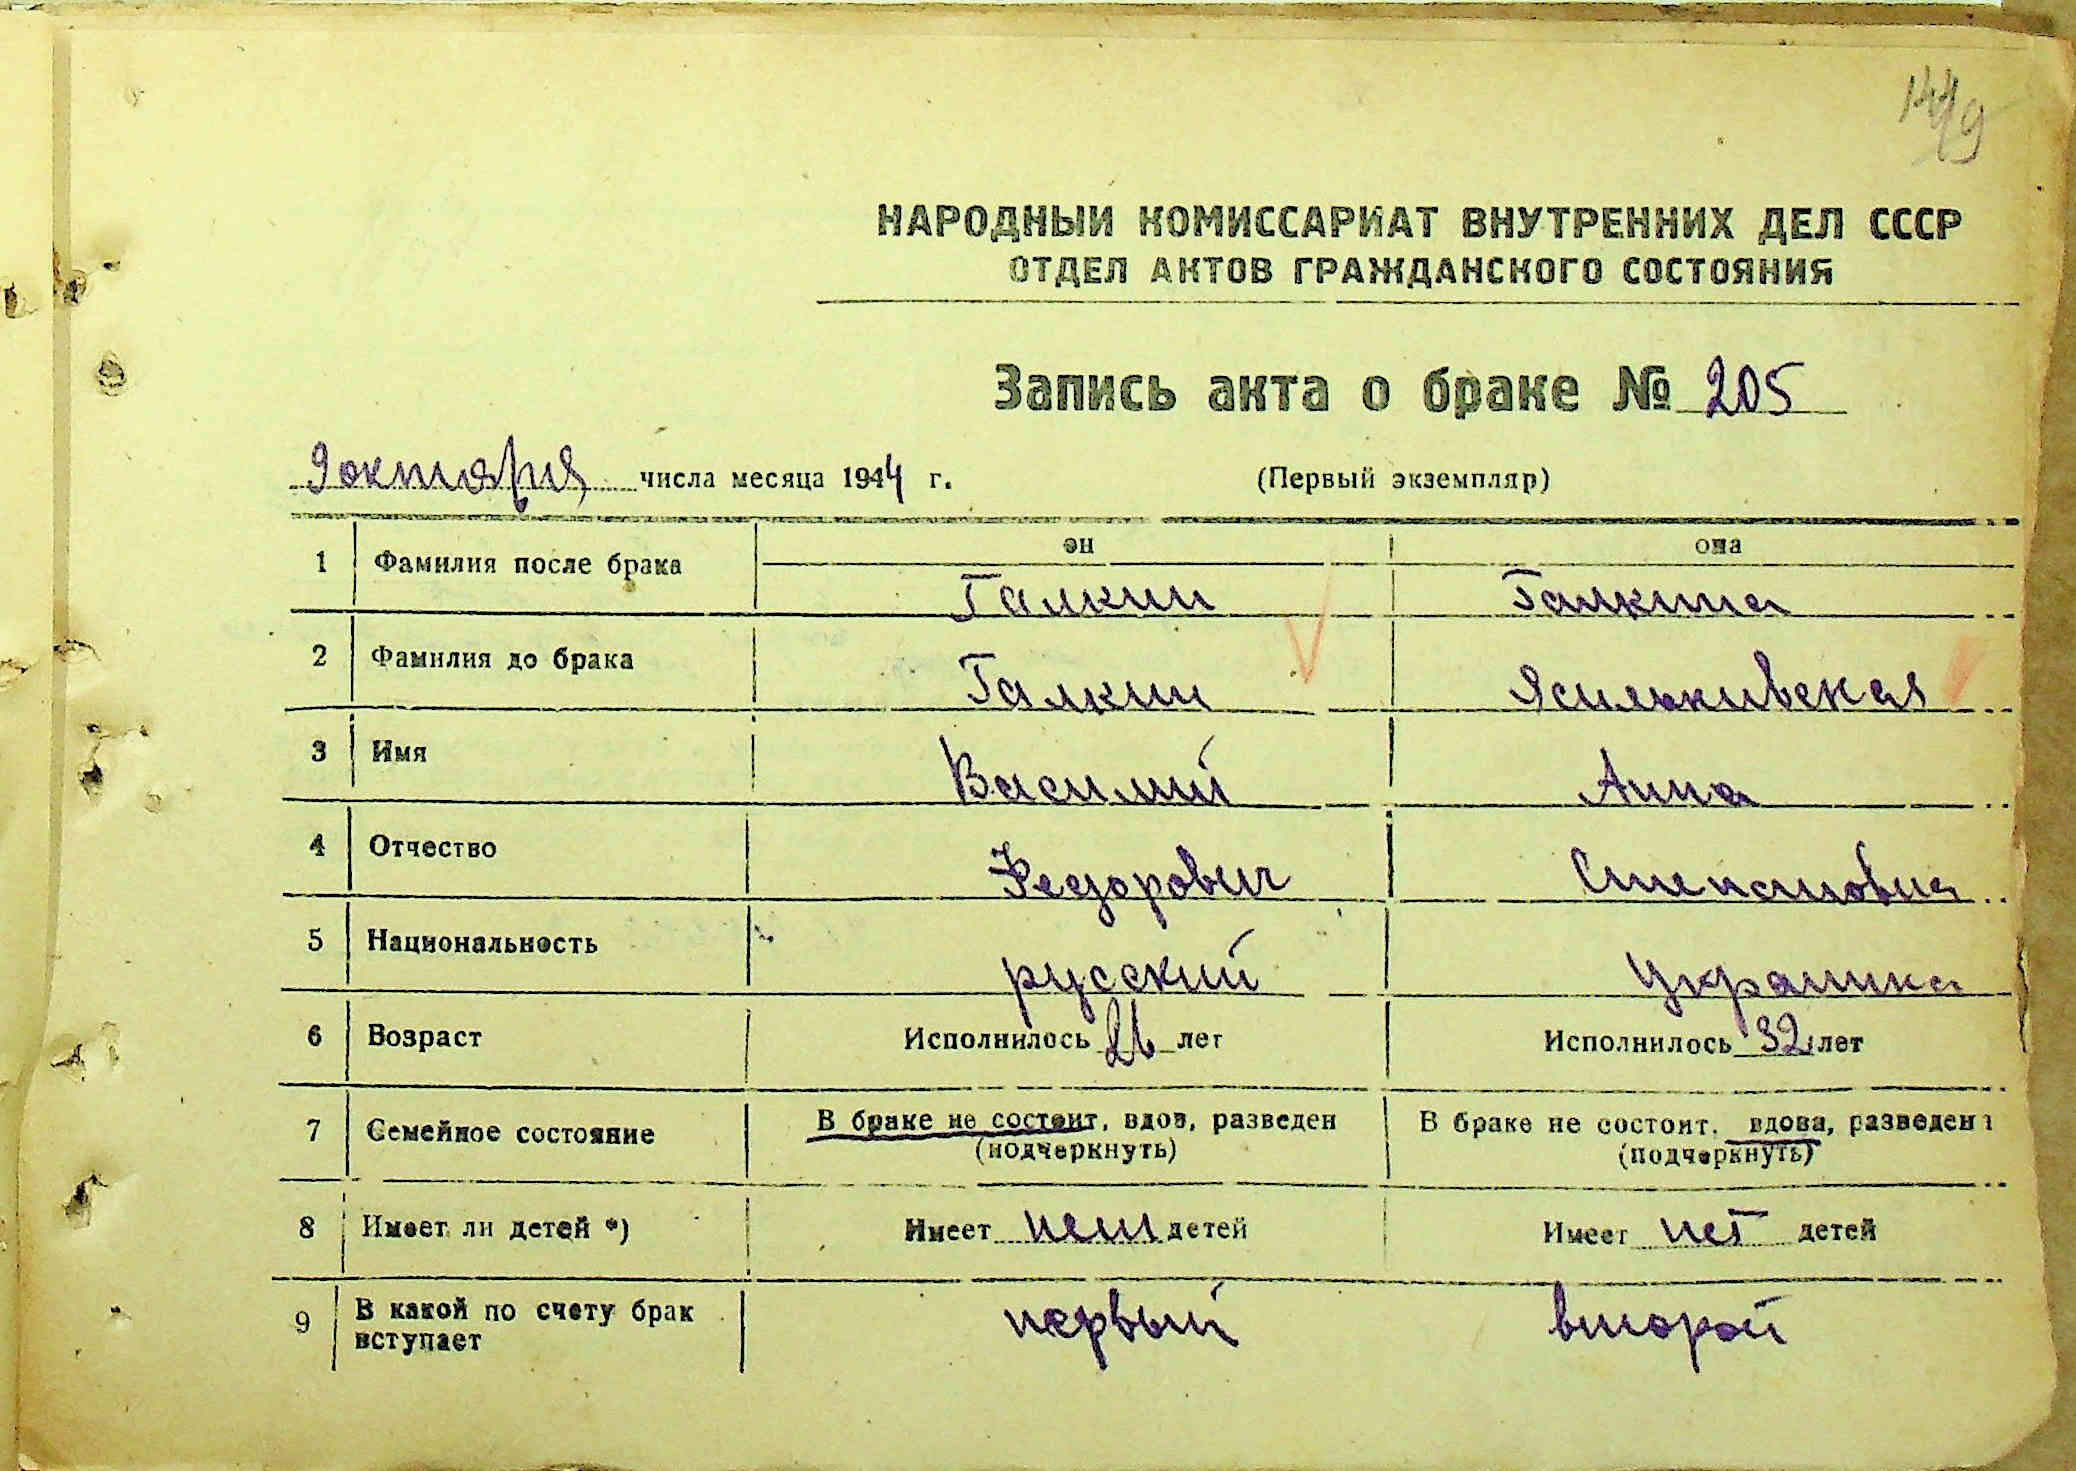 НАРОДНЫЙ КОМИССАРИАТ ВНУТРЕННИХ ДЕЛ СССР
ОТДЕЛ АКТОВ ГРАЖДАНСКОГО СОСТОЯНИЯ
Запись акта о браке № 205
9 октября числа месяца 1944 г. (Первый экземпляр)
он она
1 Фамилия после брака Галкин Галкина
2 Фамилия до брака Галкин Ясильковская
3 Имя Василий Анна
4 Отчество Федорович Степановна
5 Национальность русский украинка
6 Возраст Исполнилось 26 лет Исполнилось 32 лет
7 Семейное состояние В браке не состоит, вдов, разведен В браке не состоит, вдова, разведена
(подчеркнуть) (подчеркнуть)
8 Имеет ли детей *) Имеет нет детей Имеет нет детей
9 В какой по счету брак первый второй
вступает